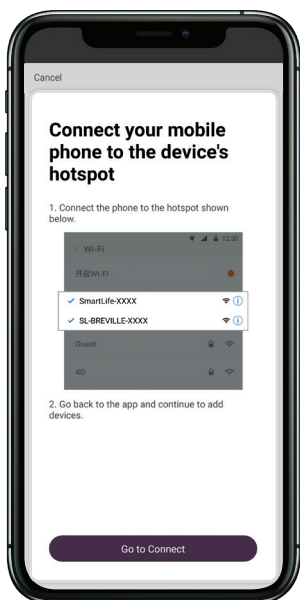 Cancel
Connect your mobile
phone to the device's
hotspot
1. Connect the phone to the hotspot shown
below.
12:30
Wi-Fi
开启Wi-Fi
SmartLife-XXXX
SL-BREVILLE-XXXX
Guest
4G
2. Go back to the app and continue to add
devices.
Go to Connect